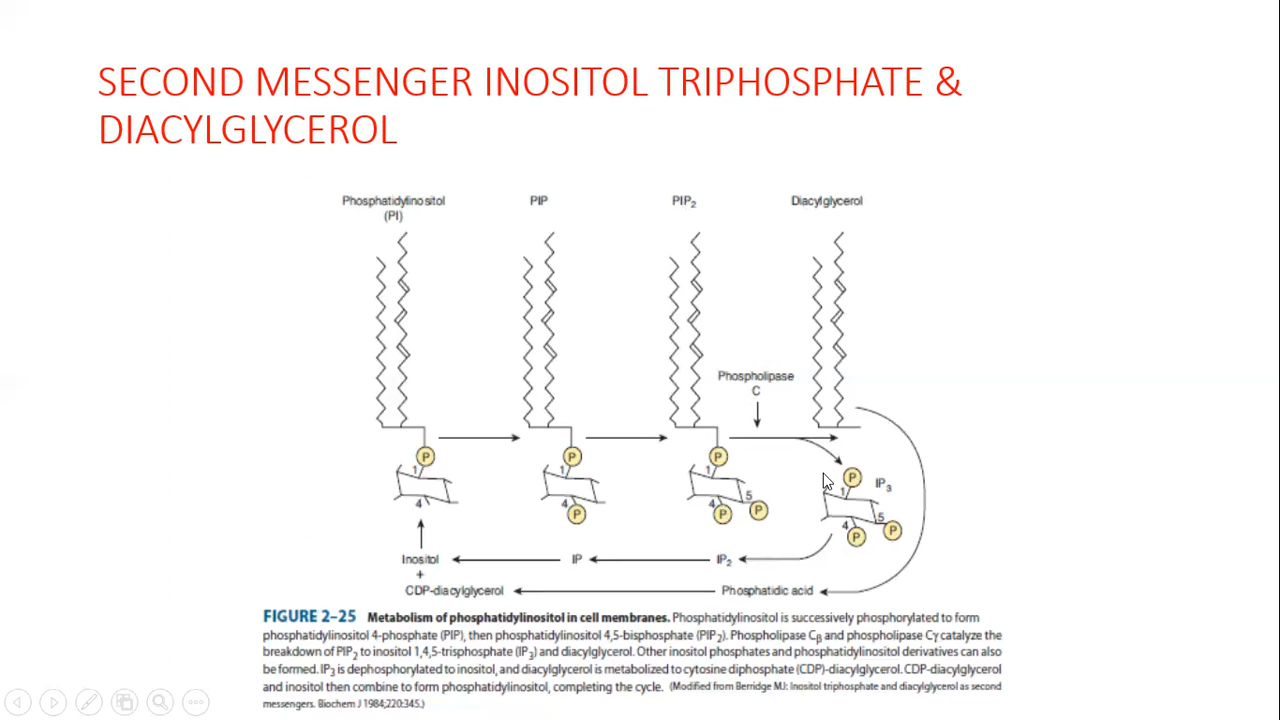 SECOND MESSENGER INOSITOL TRIPHOSPHATE &
DIACYLGLYCEROL
Phosphatidylinositol
(PI)
PIP
PIP₂
Diacylglycerol
Phospholipase
C
P
P
P
1
1
1
P
1
IP₃
4
4
P
4
P
5
P
4
P
5
P
Inositol
IP
IP₂
+
CDP-diacylglycerol
Phosphatidic acid
FIGURE 2–25 Metabolism of phosphatidylinositol in cell membranes. Phosphatidylinositol is successively phosphorylated to form
phosphatidylinositol 4-phosphate (PIP), then phosphatidylinositol 4,5-bisphosphate (PIP₂). Phospholipase Cβ and phospholipase Cγ catalyze the
breakdown of PIP₂ to inositol 1,4,5-trisphosphate (IP₃) and diacylglycerol. Other inositol phosphates and phosphatidylinositol derivatives can also
be formed. IP₃ is dephosphorylated to inositol, and diacylglycerol is metabolized to cytosine diphosphate (CDP)-diacylglycerol. CDP-diacylglycerol
and inositol then combine to form phosphatidylinositol, completing the cycle. (Modified from Berridge MJ: Inositol triphosphate and diacylglycerol as second
messengers. Biochem J 1984;220:345.)